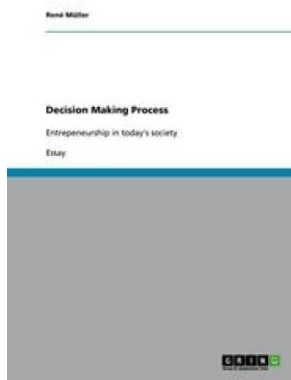 René Müller
Decision Making Process
Entrepeneurship in today's society
Essay
GRIN